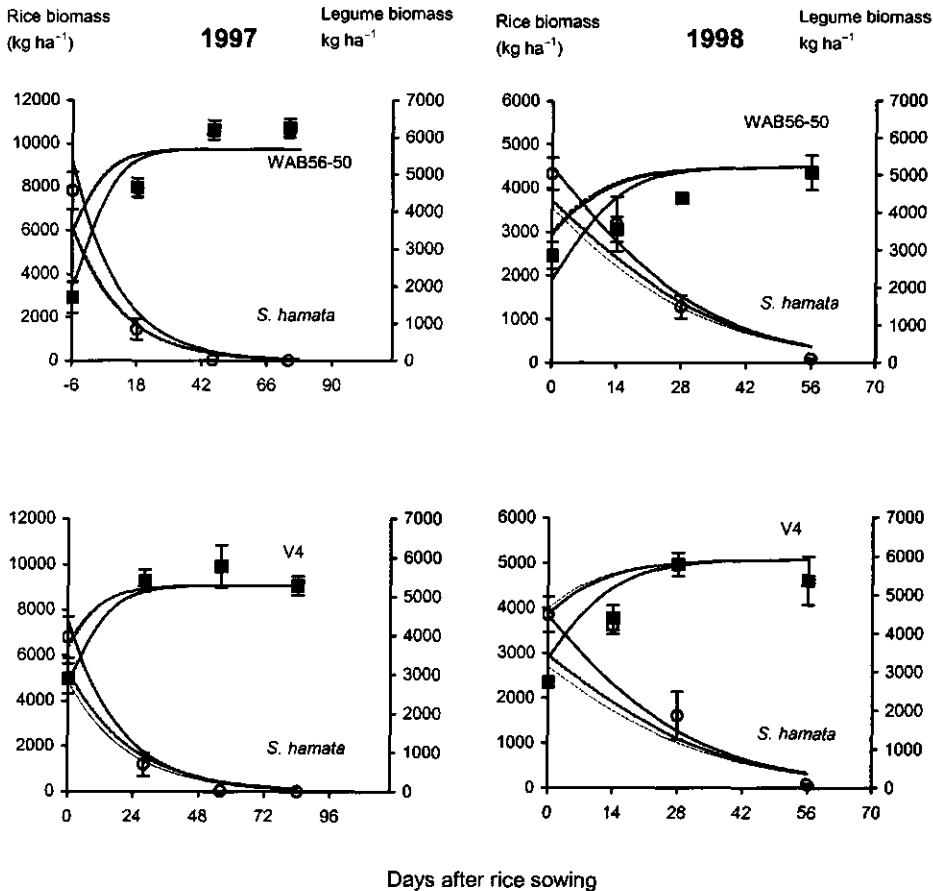 Rice biomass
(kg ha⁻¹)
1997
Legume biomass
kg ha⁻¹
Rice biomass
(kg ha⁻¹)
1998
Legume biomass
kg ha⁻¹
12000
10000
8000
6000
4000
2000
0
7000
6000
5000
4000
3000
2000
1000
0
WAB56-50
S. hamata
-6 18 42 66 90
6000
5000
4000
3000
2000
1000
0
7000
6000
5000
4000
3000
2000
1000
0
WAB56-50
S. hamata
0 14 28 42 56 70
12000
10000
8000
6000
4000
2000
0
7000
6000
5000
4000
3000
2000
1000
0
V4
S. hamata
0 24 48 72 96
6000
5000
4000
3000
2000
1000
0
7000
6000
5000
4000
3000
2000
1000
0
V4
S. hamata
0 14 28 42 56 70
Days after rice sowing